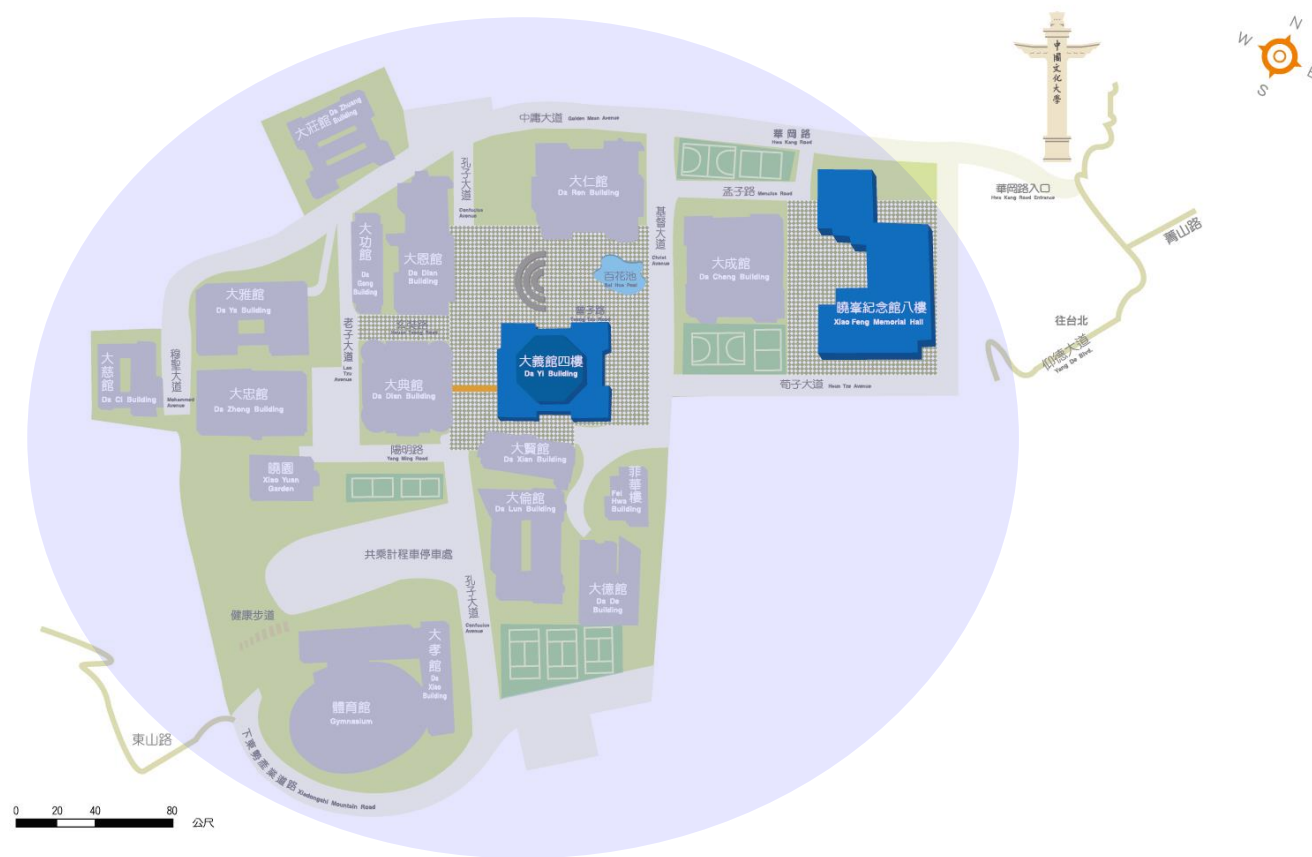 中國文化大學
N
W
E
S
大莊館
Da Zhuang
Building
中庸大道 Golden Mean Avenue
華岡路
Hwa Kang Road
孔子大道
Confucius
Avenue
大仁館
Da Ren Building
孟子路 Mencius Road
華岡路入口
Hwa Kang Road Entrance
菁山路
大功館
Da
Gong
Building
大恩館
Da Dian
Building
基督大道
Christ
Avenue
百花池
大成館
Da Cheng Building
曉峯紀念館八樓
Xiao Feng Memorial Hall
往台北
仰德大道
Yang De Blvd.
大雅館
Da Ya Building
老子大道
Lao
Tzu
Avenue
大義館四樓
Da Yi Building
荀子大道 Hsun Tze Avenue
大慈館
Da Ci Building
穆聖大道
Mohammed
Avenue
大忠館
Da Zhong Building
大典館
Da Dian Building
陽明路
Yang Ming Road
大賢館
Da Xian Building
曉園
Xiao Yuan
Garden
大倫館
Da Lun Building
菲華樓
Fei
Hwa
Building
共乘計程車停車處
孔子大道
Confucius
Avenue
大德館
Da De
Building
健康步道
大孝館
Da
Xiao
Building
體育館
Gymnasium
東山路
下東勢產業道路 Xiadongshi Mountain Road
0 20 40 80 公尺